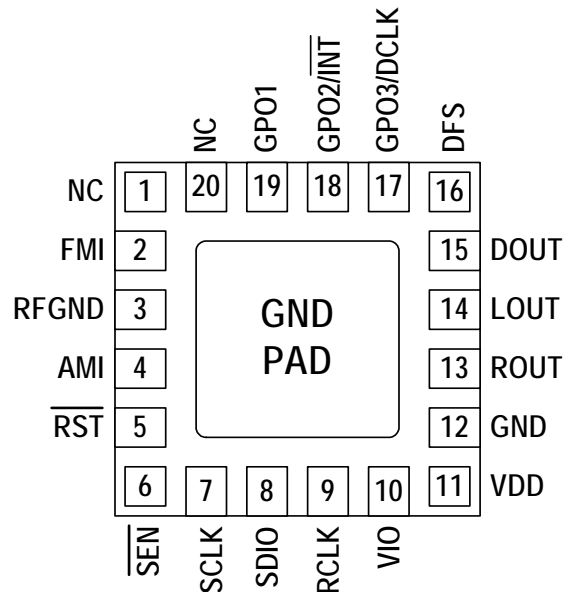 NC
GPO1
GPO2/INT
GPO3/DCLK
DFS
NC 1 20 19 18 17 16
FMI 2 15 DOUT
RFGND 3 GND 14 LOUT
AMI 4 PAD 13 ROUT
RST 5 12 GND
6 7 8 9 10 11 VDD
SEN
SCLK
SDIO
RCLK
VIO